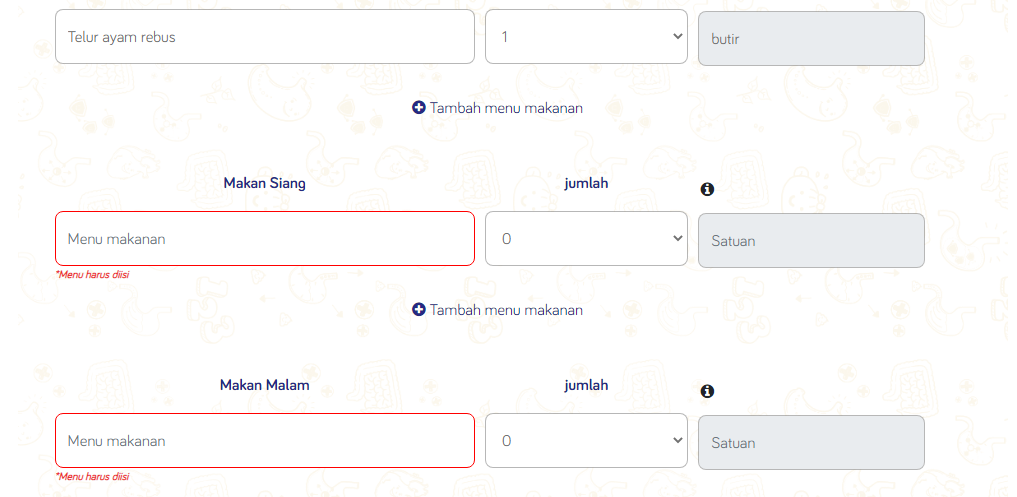 Telur ayam rebus 1 butir
Tambah menu makanan
Makan Siang jumlah
Menu makanan 0 Satuan
*Menu harus diisi
Tambah menu makanan
Makan Malam jumlah
Menu makanan 0 Satuan
*Menu harus diisi